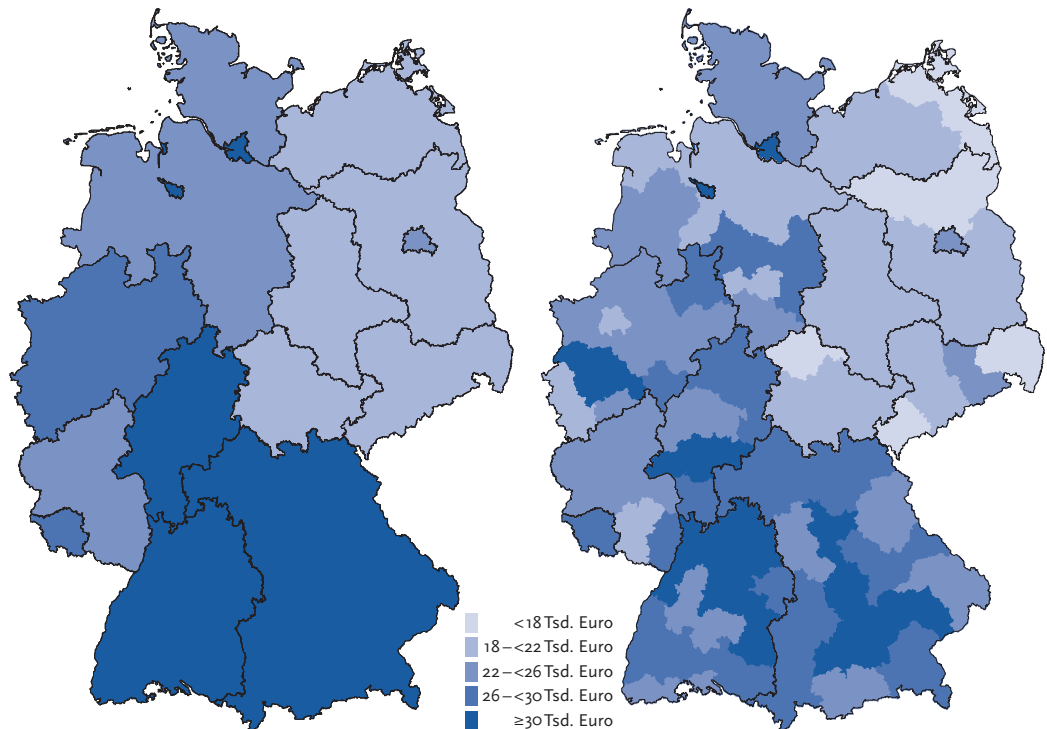 <18 Tsd. Euro
18–<22 Tsd. Euro
22–<26 Tsd. Euro
26–<30 Tsd. Euro
≥30 Tsd. Euro